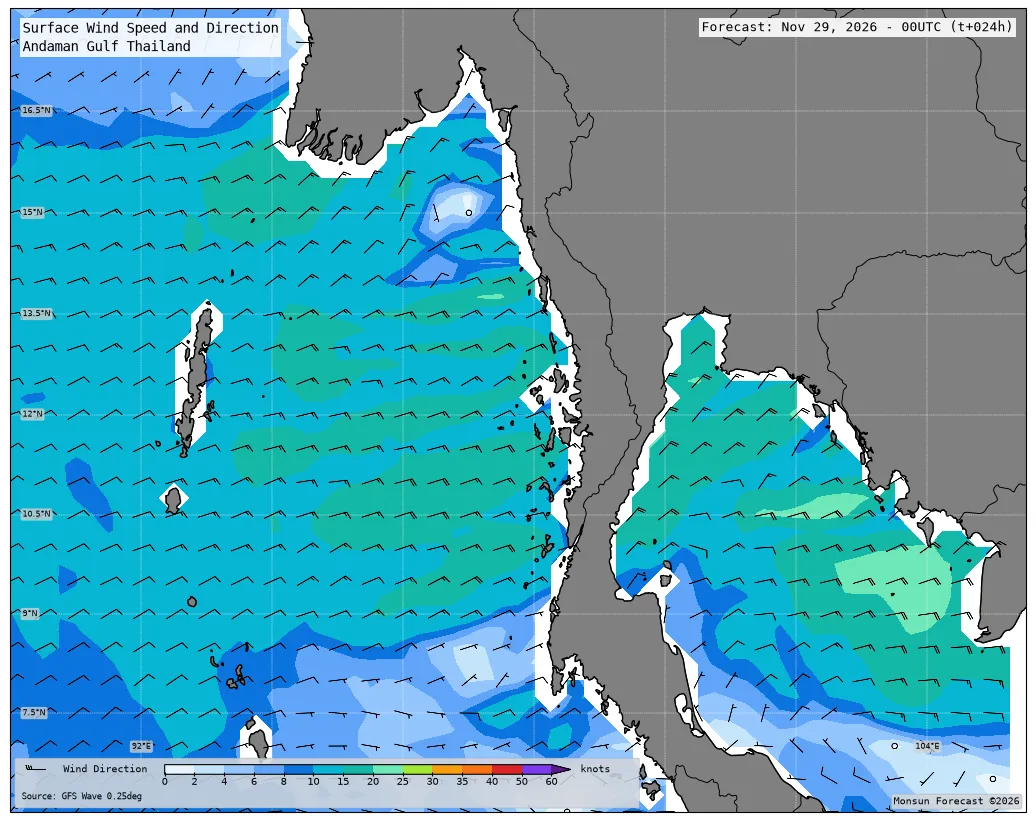 Surface Wind Speed and Direction
Andaman Gulf Thailand
Forecast: Nov 29, 2026 - 00UTC (t+024h)
16.5°N
15°N
13.5°N
12°N
10.5°N
9°N
7.5°N
92°E
104°E
Wind Direction
0 2 4 6 8 10 15 20 25 30 35 40 50 60
knots
Source: GFS Wave 0.25deg
Monsun Forecast ©2026